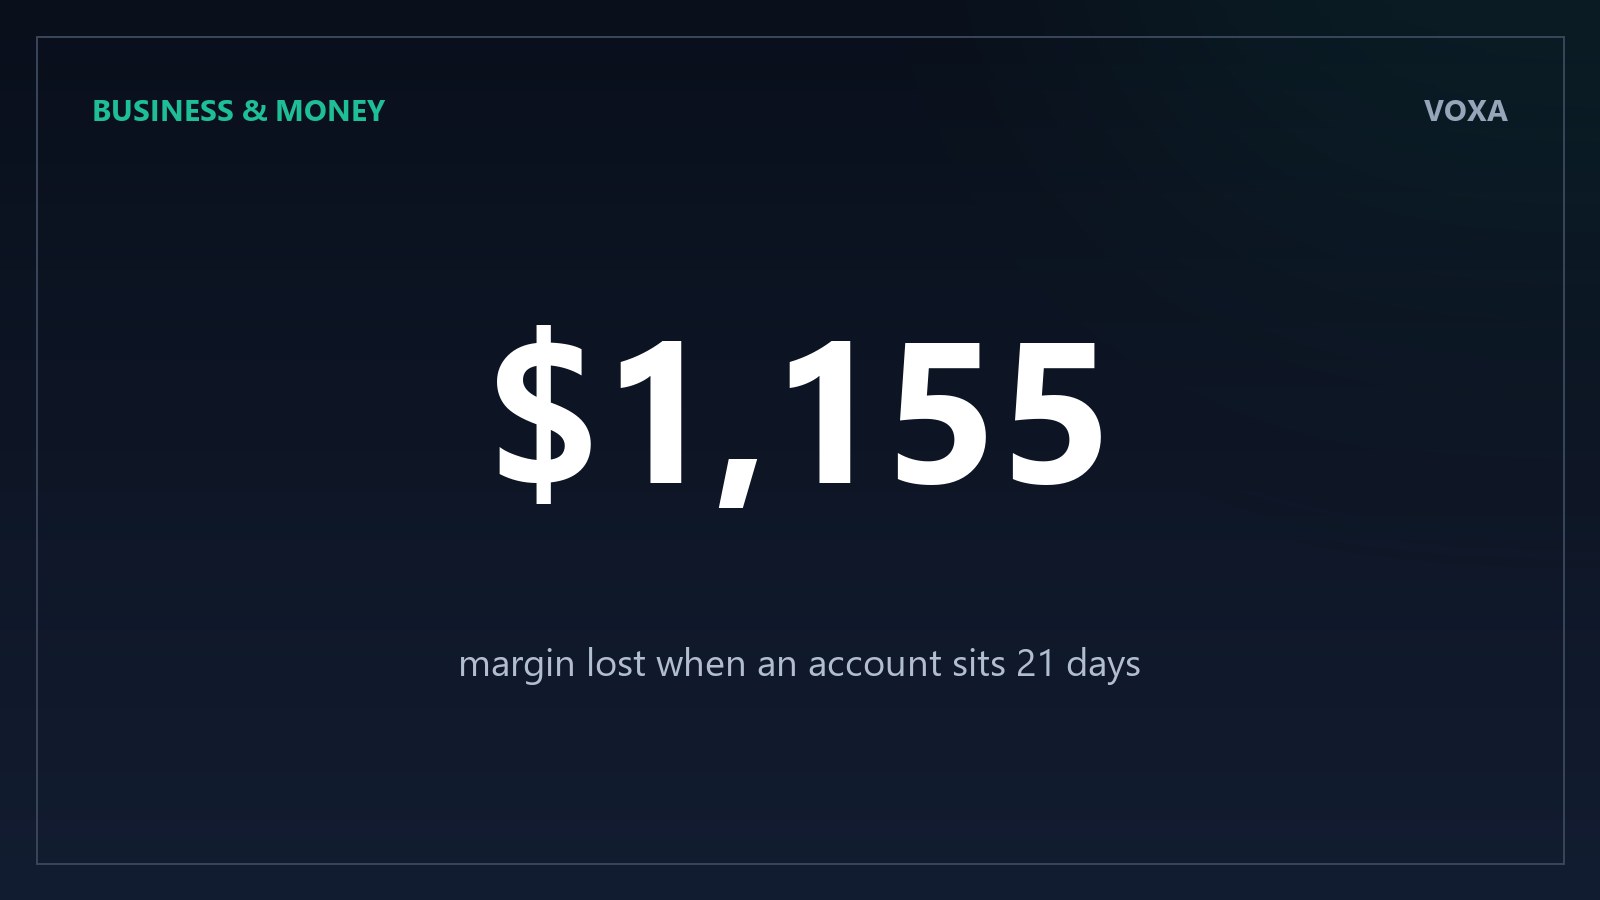 BUSINESS & MONEY
VOXA
$1,155
margin lost when an account sits 21 days